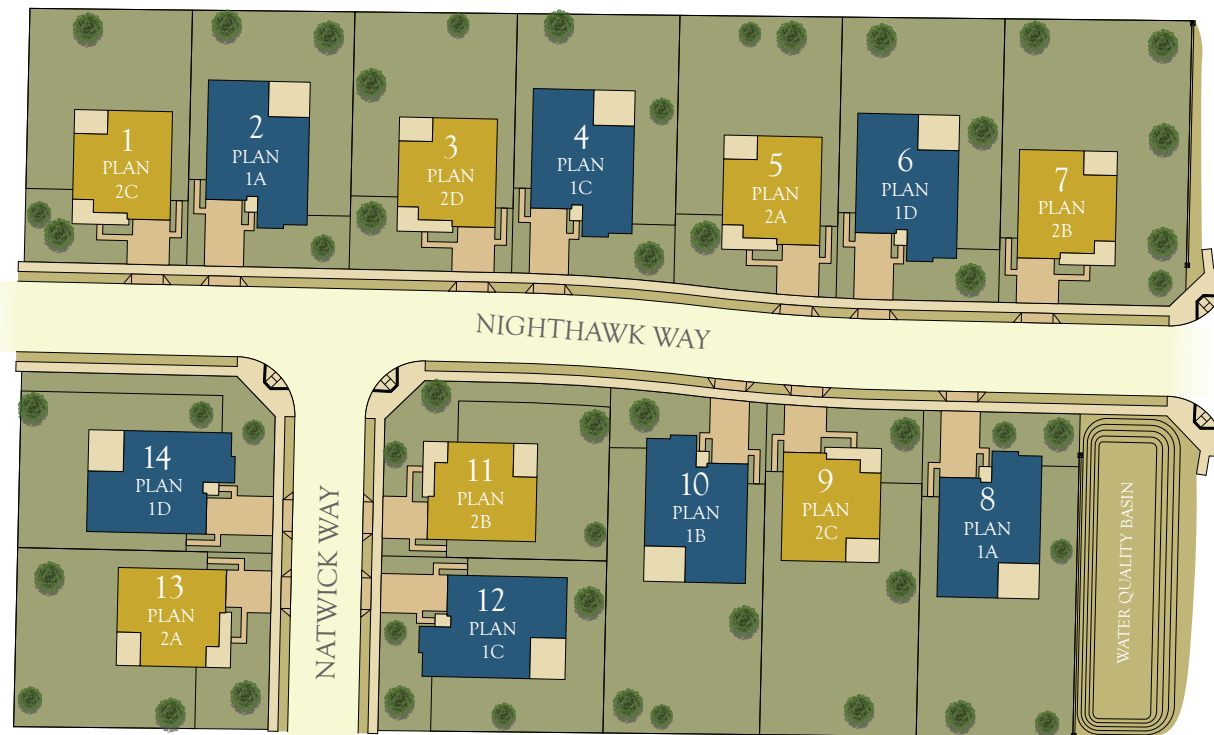 1
PLAN
2C
2
PLAN
1A
3
PLAN
2D
4
PLAN
1C
5
PLAN
2A
6
PLAN
1D
7
PLAN
2B
NIGHTHAWK WAY
14
PLAN
1D
11
PLAN
2B
10
PLAN
1B
9
PLAN
2C
8
PLAN
1A
13
PLAN
2A
12
PLAN
1C
NATWICK WAY
WATER QUALITY BASIN